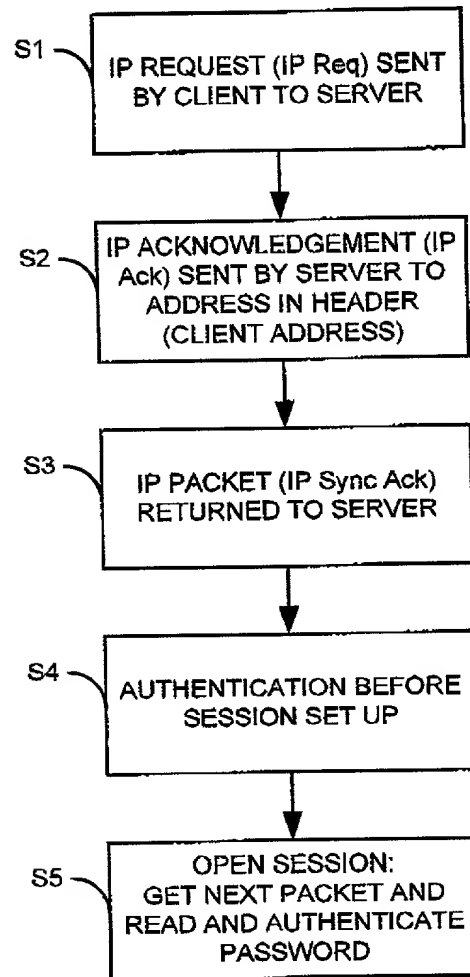 S1
IP REQUEST (IP Req) SENT
BY CLIENT TO SERVER
S2
IP ACKNOWLEDGEMENT (IP
Ack) SENT BY SERVER TO
ADDRESS IN HEADER
(CLIENT ADDRESS)
S3
IP PACKET (IP Sync Ack)
RETURNED TO SERVER
S4
AUTHENTICATION BEFORE
SESSION SET UP
S5
OPEN SESSION:
GET NEXT PACKET AND
READ AND AUTHENTICATE
PASSWORD